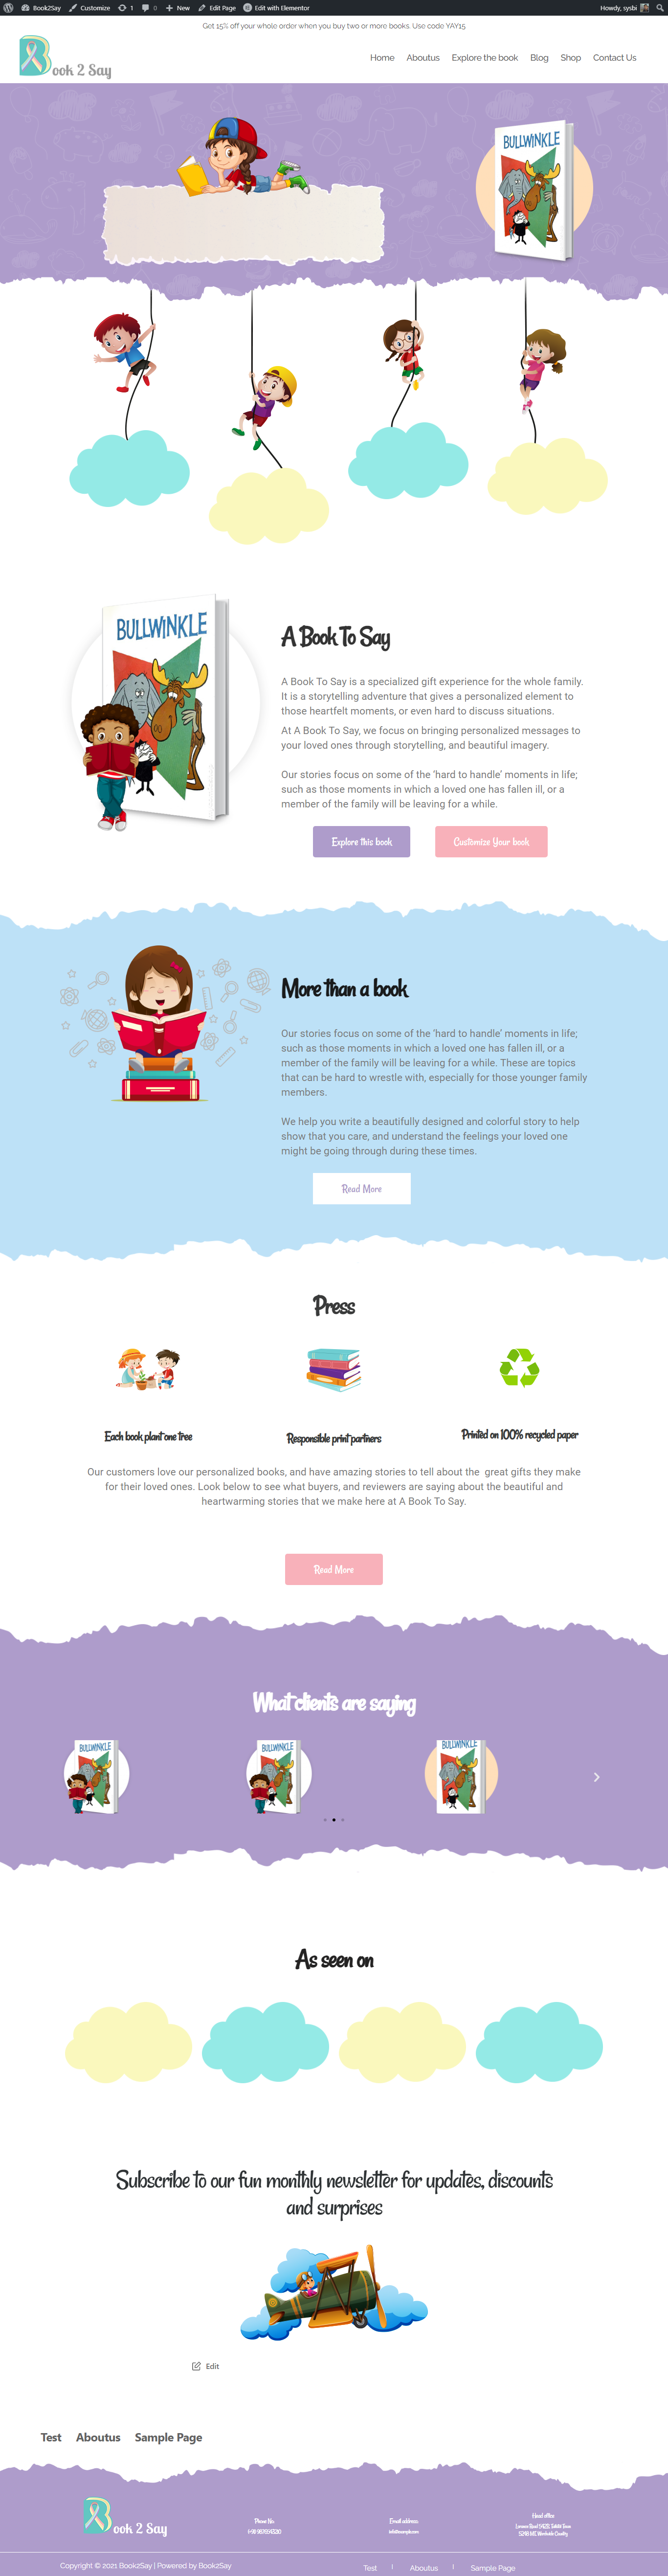 Book2Say Customize 1 0 New Edit Page Edit with Elementor Howdy, sysbi
Get 15% off your whole order when you buy two or more books. Use code YAY15
Book 2 Say
Home Aboutus Explore the book Blog Shop Contact Us
BULLWINKLE
BULLWINKLE
A Book To Say
A Book To Say is a specialized gift experience for the whole family.
It is a storytelling adventure that gives a personalized element to
those heartfelt moments, or even hard to discuss situations.
At A Book To Say, we focus on bringing personalized messages to
your loved ones through storytelling, and beautiful imagery.
Our stories focus on some of the ‘hard to handle’ moments in life;
such as those moments in which a loved one has fallen ill, or a
member of the family will be leaving for a while.
Explore this book Customize Your book
More than a book
Our stories focus on some of the ‘hard to handle’ moments in life;
such as those moments in which a loved one has fallen ill, or a
member of the family will be leaving for a while. These are topics
that can be hard to wrestle with, especially for those younger family
members.
We help you write a beautifully designed and colorful story to help
show that you care, and understand the feelings your loved one
might be going through during these times.
Read More
Press
Each book plant one tree
Responsible print partners
Printed on 100% recycled paper
Our customers love our personalized books, and have amazing stories to tell about the great gifts they make
for their loved ones. Look below to see what buyers, and reviewers are saying about the beautiful and
heartwarming stories that we make here at A Book To Say.
Read More
What clients are saying
BULLWINKLE BULLWINKLE BULLWINKLE
As seen on
Subscribe to our fun monthly newsletter for updates, discounts
and surprises
Edit
Test Aboutus Sample Page
Book 2 Say
Phone No.
Email address
Head office
Copyright © 2021 Book2Say | Powered by Book2Say
Test | Aboutus | Sample Page